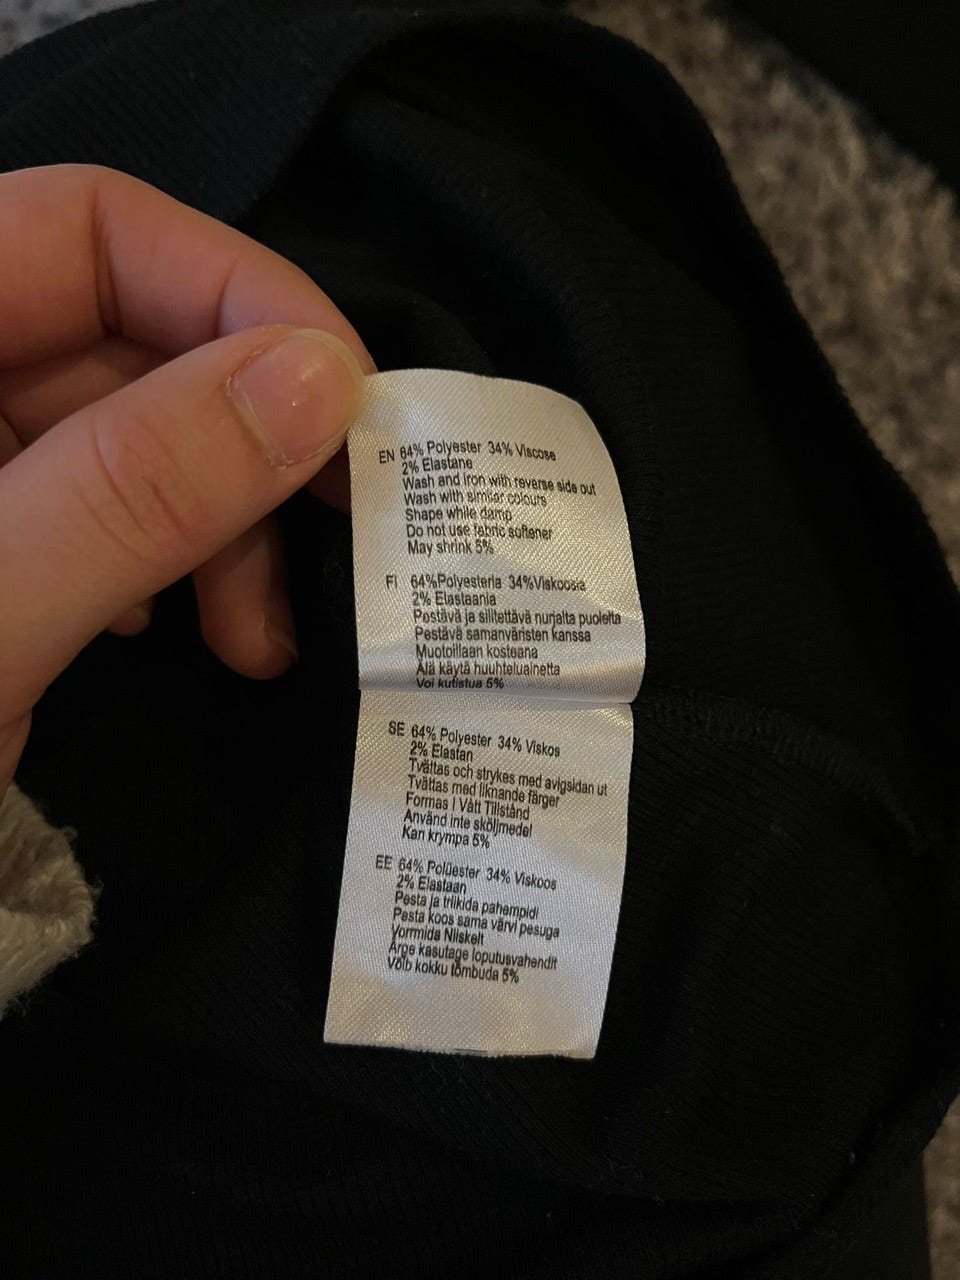 EN 64% Polyester 34% Viscose
2% Elastane
Wash and iron with reverse side out
Wash with similar colours
Shape while damp
Do not use fabric softener
May shrink 5%
FI 64%Polyesteria 34%Viskoosia
2% Elastaania
Pestävä ja silitettävä nurjalta puolelta
Pestävä samanväristen kanssa
Muotoillaan kosteana
Älä käytä huuhteluainetta
Voi kutistua 5%
SE 64% Polyester 34% Viskos
2% Elastan
Tvättas och strykes med avigsidan ut
Tvättas med liknande färger
Formas I Vått Tillstånd
Använd inte sköljmedel
Kan krympa 5%
EE 64% Polüester 34% Viskoos
2% Elastaan
Pesta ja triikida pahempidi
Pesta koos sama värvi pesuga
Vormida Niiskelt
Ärge kasutage loputusvahendit
Võib kokku tõmbuda 5%